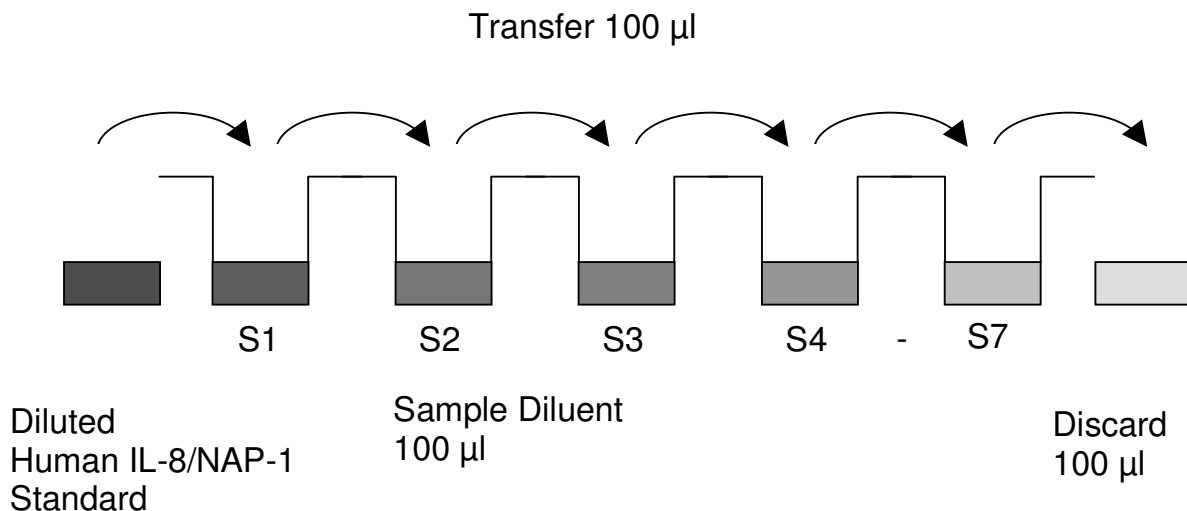 Transfer 100 µl
S1 S2 S3 S4 - S7
Diluted
Human IL-8/NAP-1
Standard
Sample Diluent
100 µl
Discard
100 µl